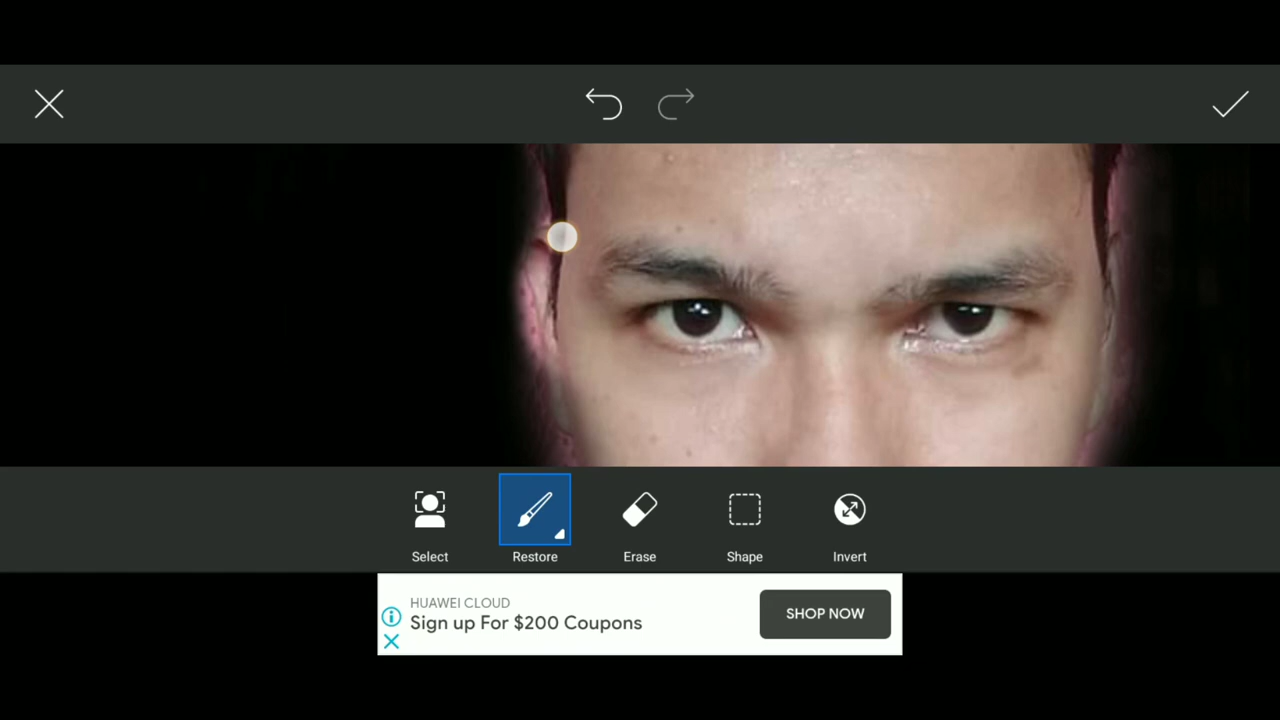 Select
Restore
Erase
Shape
Invert
HUAWEI CLOUD
Sign up For $200 Coupons
SHOP NOW